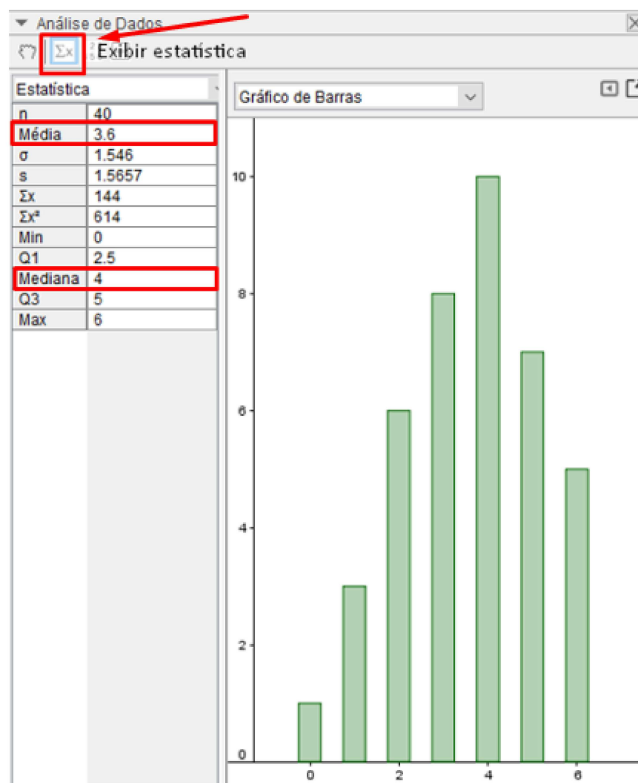 Análise de Dados
Σx Exibir estatística
Estatística
n 40
Média 3.6
σ 1.546
s 1.5657
Σx 144
Σx² 614
Min 0
Q1 2.5
Mediana 4
Q3 5
Max 6
Gráfico de Barras
10
8
6
4
2
0
0 2 4 6